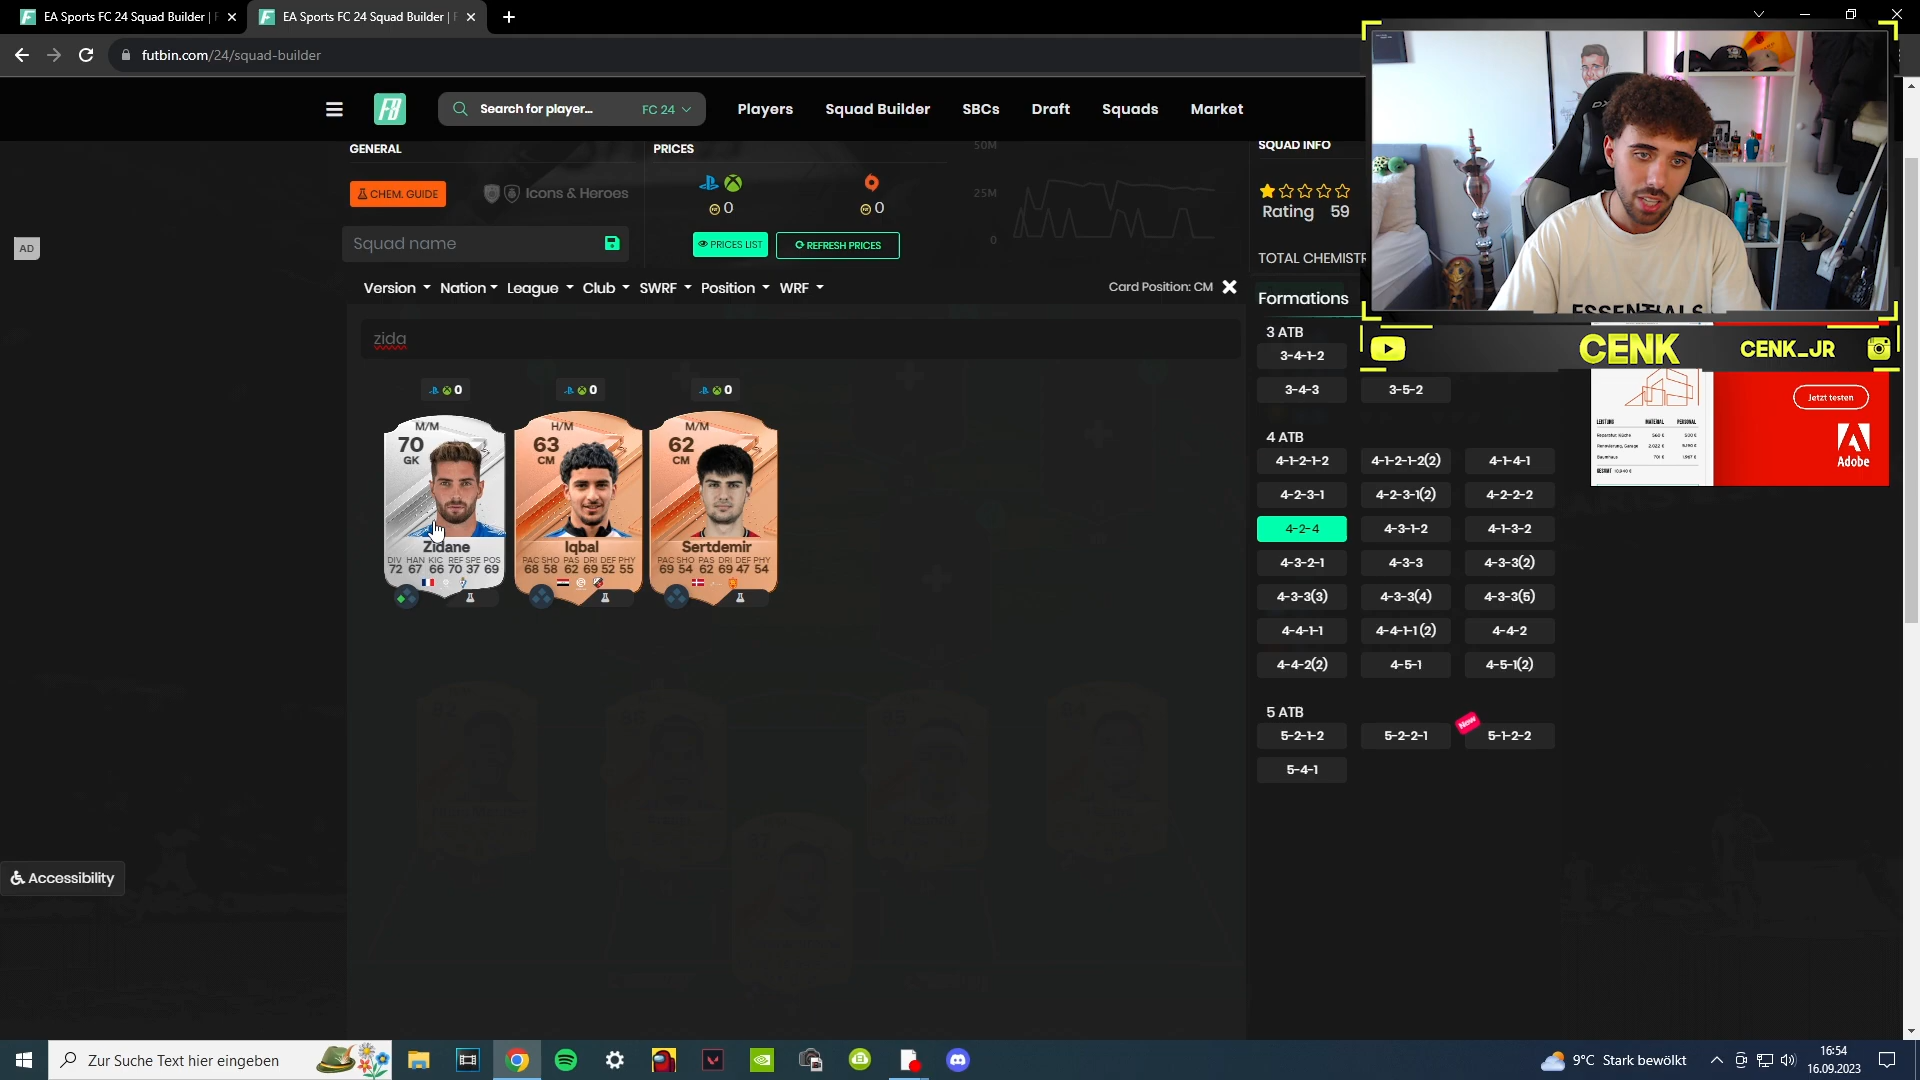 EA Sports FC 24 Squad Builder |
EA Sports FC 24 Squad Builder | F
futbin.com/24/squad-builder
FB
Search for player...
FC 24
Players
Squad Builder
SBCs
Draft
Squads
Market
GENERAL
PRICES
50M
25M
0
SQUAD INFO
CHEM. GUIDE
Icons & Heroes
0
0
Rating 59
Squad name
PRICES LIST
REFRESH PRICES
AD
TOTAL CHEMISTR
Version
Nation
League
Club
SWRF
Position
WRF
Card Position: CM
zida
0
0
0
M/M
70
GK
Zidane
DIV HAN KIC REF SPE POS
72 67 66 70 37 69
H/M
63
CM
Iqbal
PAC SHO PAS DRI DEF PHY
68 58 62 69 52 55
M/M
62
CM
Sertdemir
PAC SHO PAS DRI DEF PHY
69 54 62 69 47 54
Formations
3 ATB
3-4-1-2
3-4-3
3-5-2
4 ATB
4-1-2-1-2
4-1-2-1-2(2)
4-1-4-1
4-2-3-1
4-2-3-1(2)
4-2-2-2
4-2-4
4-3-1-2
4-1-3-2
4-3-2-1
4-3-3
4-3-3(2)
4-3-3(3)
4-3-3(4)
4-3-3(5)
4-4-1-1
4-4-1-1(2)
4-4-2
4-4-2(2)
4-5-1
4-5-1(2)
5 ATB
New
5-2-1-2
5-2-2-1
5-1-2-2
5-4-1
ESSENTIALS
CENK
CENK_JR
Jetzt testen
LEISTUNG MATERIAL PERSONAL
Adobe
Accessibility
Zur Suche Text hier eingeben
9°C Stark bewölkt
16:54
16.09.2023